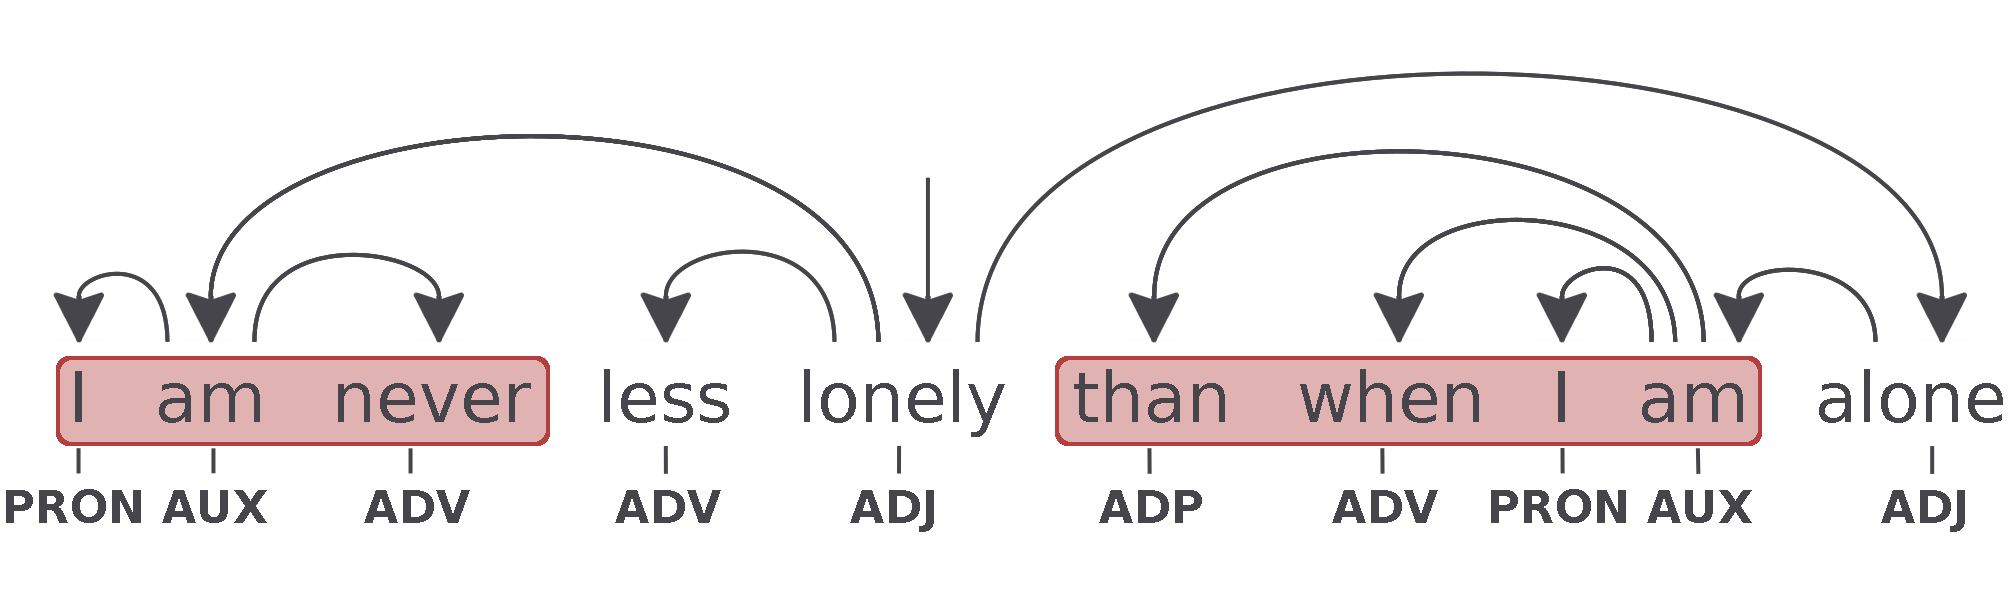 I am never less lonely than when I am alone
PRON AUX ADV ADV ADJ ADP ADV PRON AUX ADJ